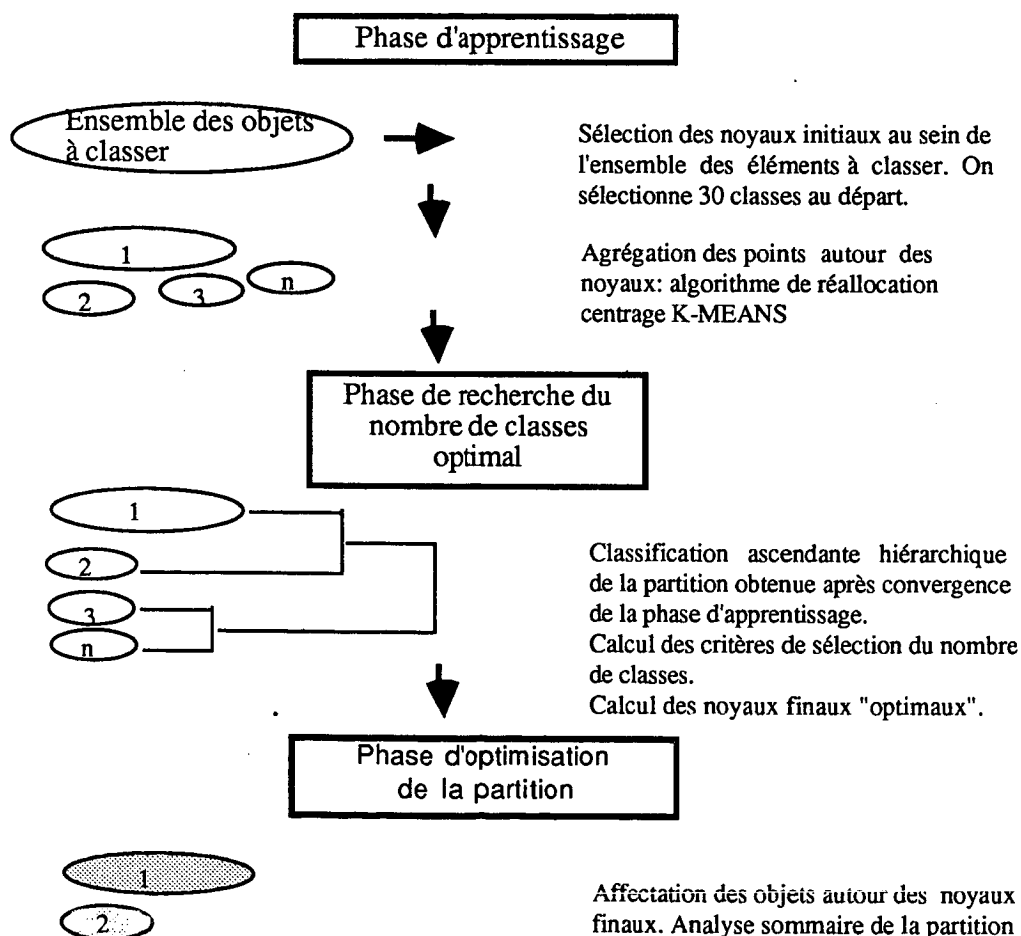 Phase d'apprentissage
Ensemble des objets
à classer
Sélection des noyaux initiaux au sein de
l'ensemble des éléments à classer. On
sélectionne 30 classes au départ.
1
2
3
n
Agrégation des points autour des
noyaux: algorithme de réallocation
centrage K-MEANS
Phase de recherche du
nombre de classes
optimal
1
2
3
n
Classification ascendante hiérarchique
de la partition obtenue après convergence
de la phase d'apprentissage.
Calcul des critères de sélection du nombre
de classes.
Calcul des noyaux finaux "optimaux".
Phase d'optimisation
de la partition
1
2
Affectation des objets autour des noyaux
finaux. Analyse sommaire de la partition